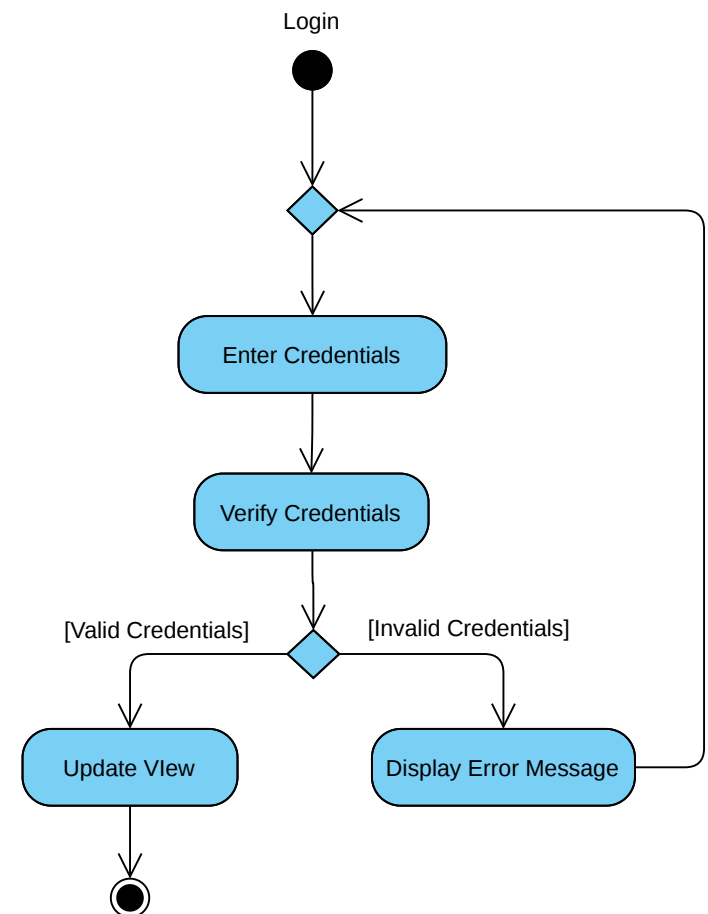 Login
Enter Credentials
Verify Credentials
[Valid Credentials]
[Invalid Credentials]
Update VIew
Display Error Message